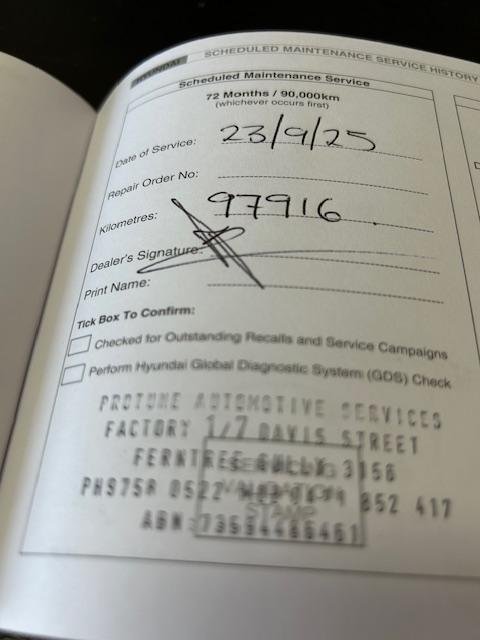 HYUNDAI
SCHEDULED MAINTENANCE SERVICE HISTORY
Scheduled Maintenance Service
72 Months / 90,000km
(whichever occurs first)
Date of Service: 23/9/25
Repair Order No:
Kilometres: 97916
Dealer's Signature:
Print Name:
Tick Box To Confirm:
Checked for Outstanding Recalls and Service Campaigns
Perform Hyundai Global Diagnostic System (GDS) Check
PROTUNE AUTOMOTIVE SERVICES
FACTORY 1/7 DAVIS STREET
FERNTREE GULLY 3156
STAMP
ABN: